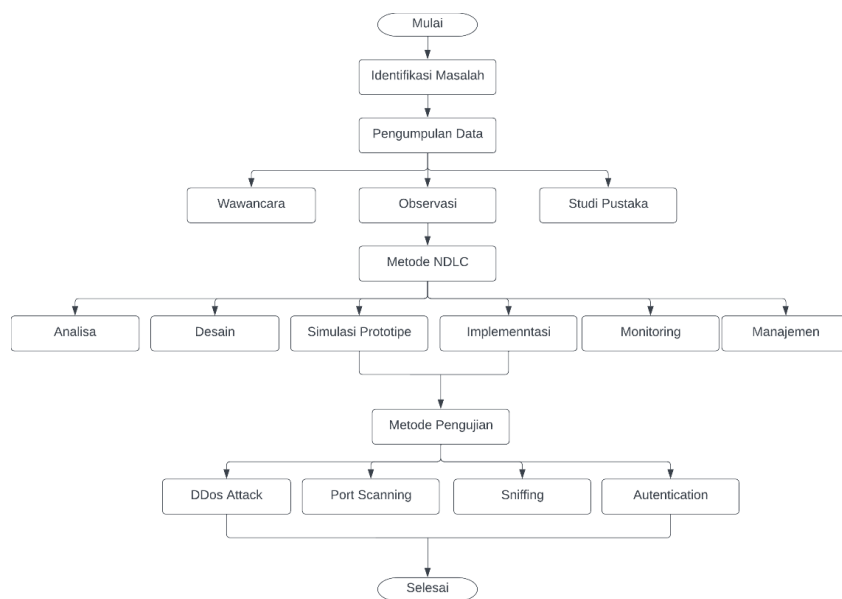 Mulai
Identifikasi Masalah
Pengumpulan Data
Wawancara
Observasi
Studi Pustaka
Metode NDLC
Analisa
Desain
Simulasi Prototipe
Implemenntasi
Monitoring
Manajemen
Metode Pengujian
DDos Attack
Port Scanning
Sniffing
Autentication
Selesai